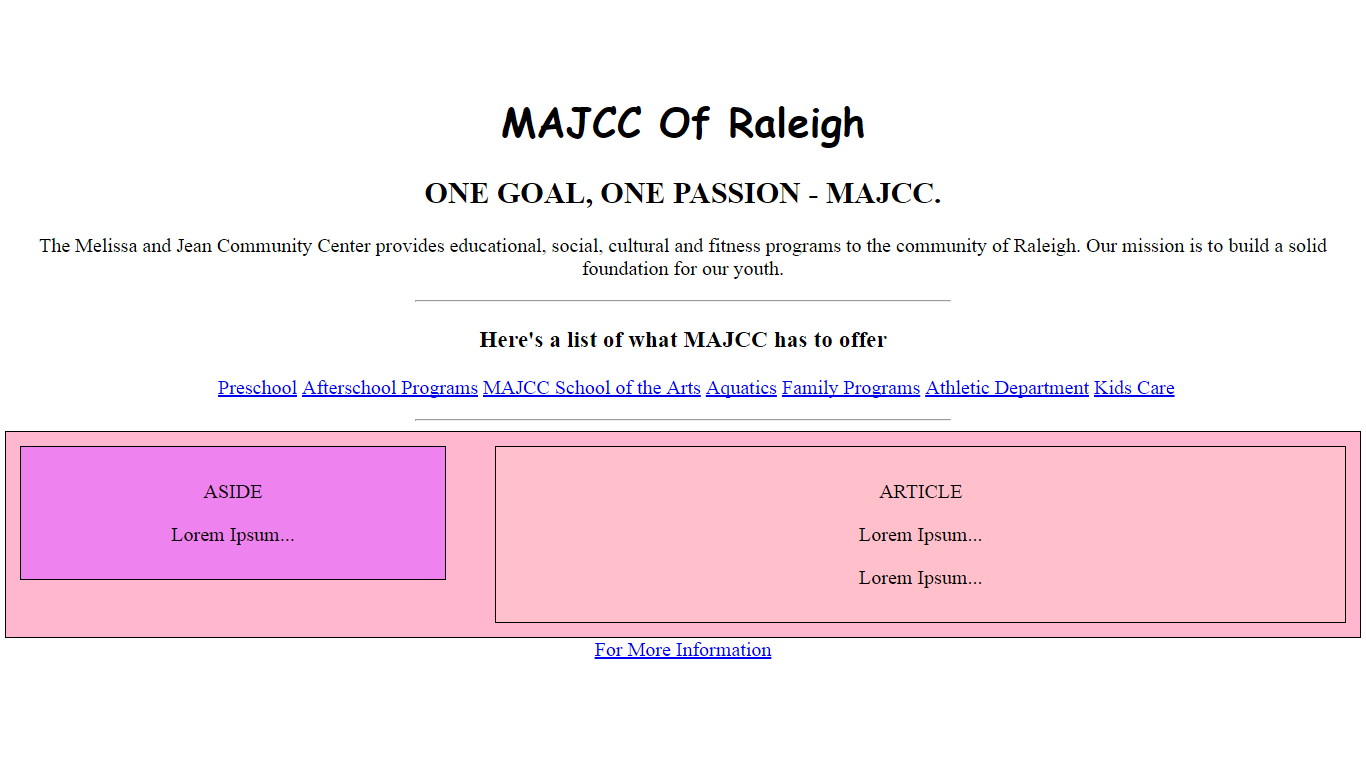 MAJCC Of Raleigh
ONE GOAL, ONE PASSION - MAJCC.
The Melissa and Jean Community Center provides educational, social, cultural and fitness programs to the community of Raleigh. Our mission is to build a solid
foundation for our youth.
Here's a list of what MAJCC has to offer
Preschool Afterschool Programs MAJCC School of the Arts Aquatics Family Programs Athletic Department Kids Care
ASIDE
Lorem Ipsum...
ARTICLE
Lorem Ipsum...
Lorem Ipsum...
For More Information